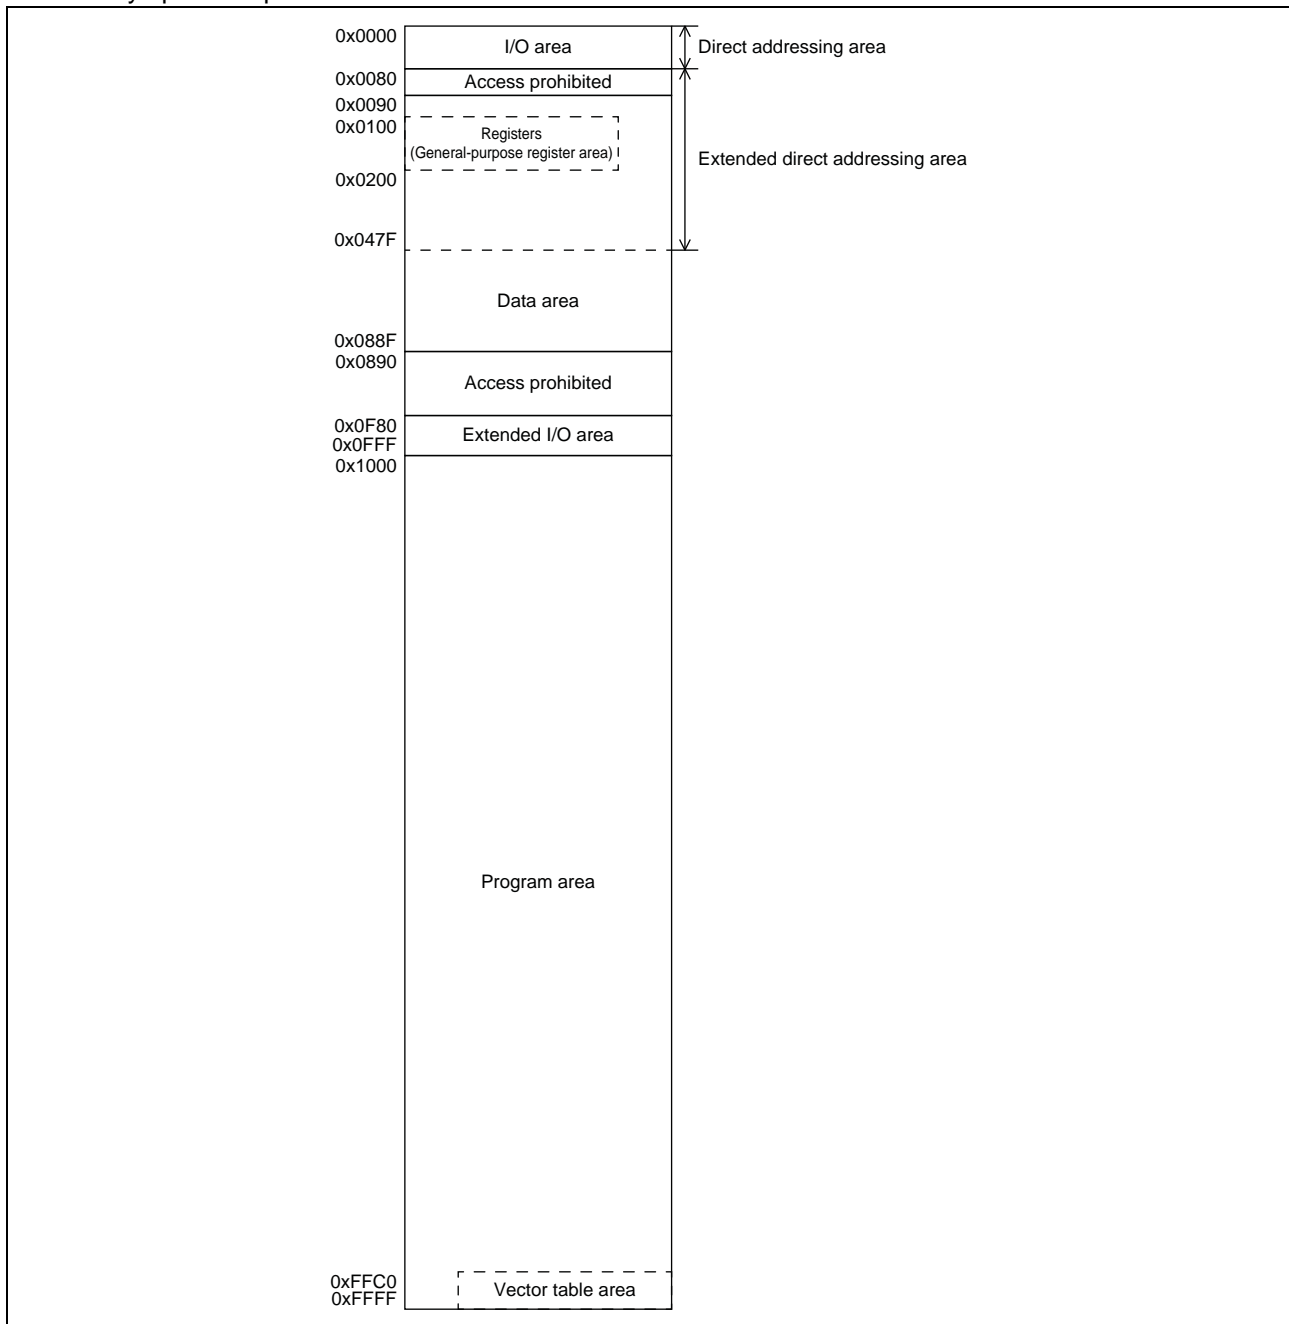 0x0000
I/O area
Direct addressing area
0x0080
Access prohibited
0x0090
0x0100
Registers
(General-purpose register area)
Extended direct addressing area
0x0200
0x047F
Data area
0x088F
0x0890
Access prohibited
0x0F80
Extended I/O area
0x0FFF
0x1000
Program area
0xFFC0
Vector table area
0xFFFF